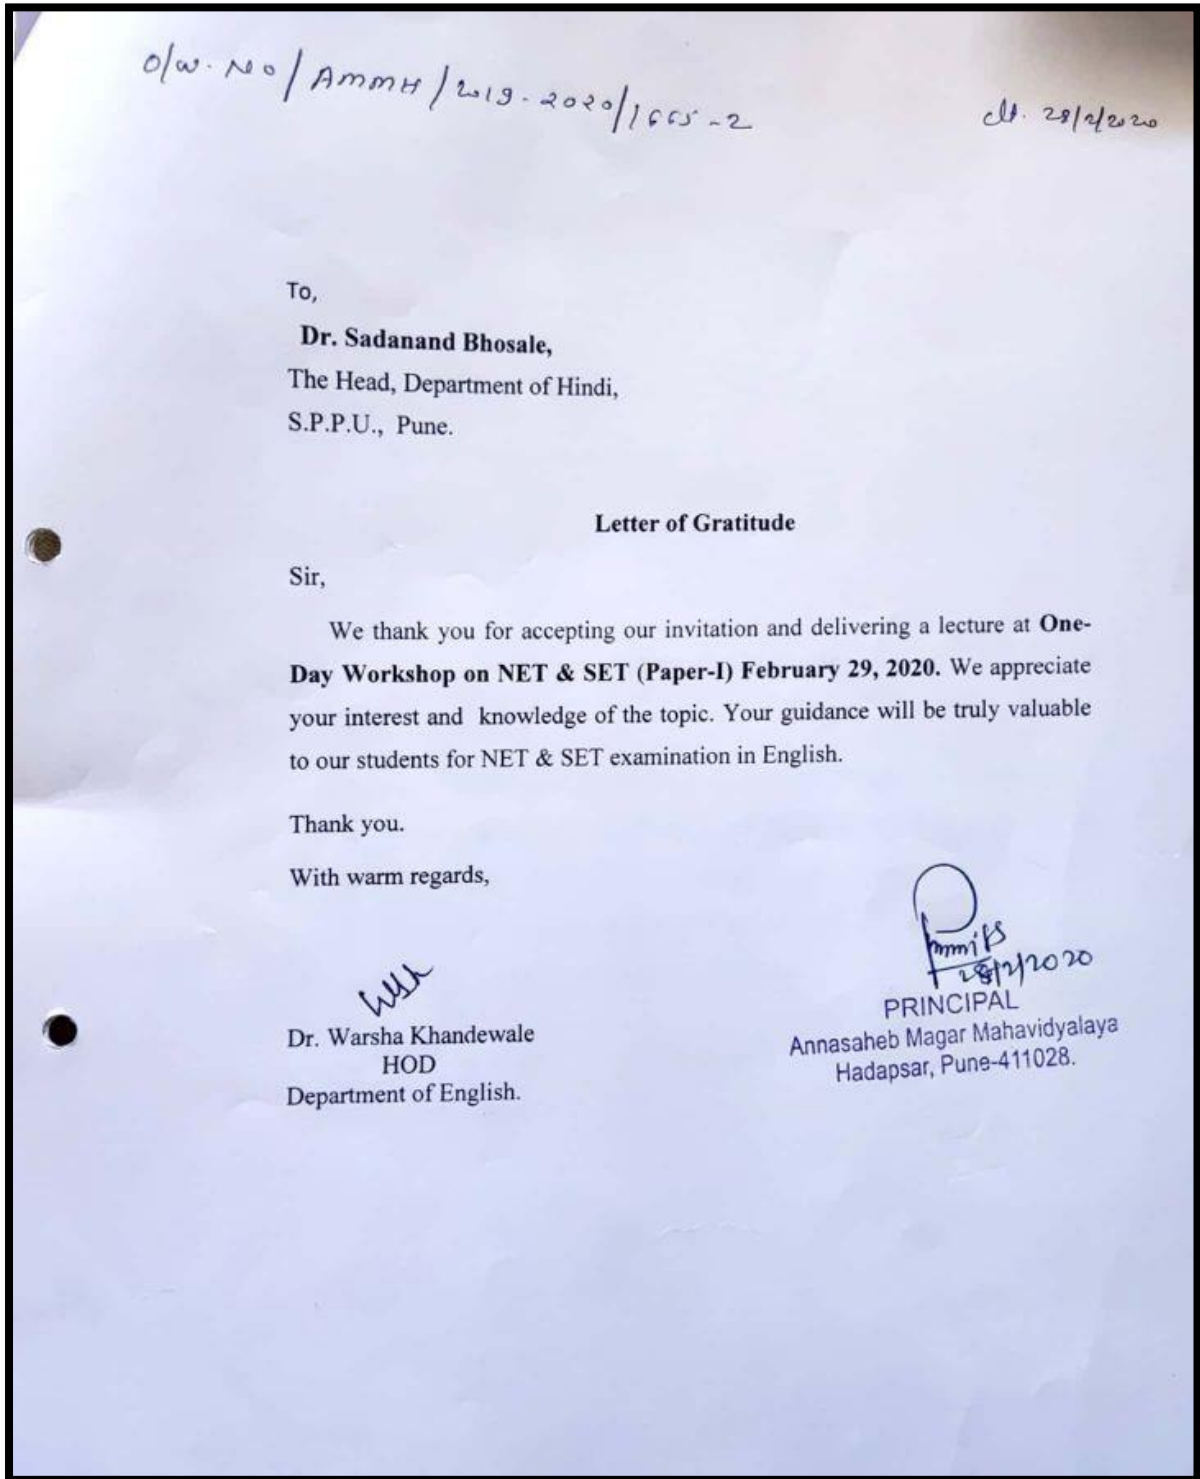 O/W. NO/AMMH/2019-2020/1665-2
dt. 28/2/2020
To,
Dr. Sadanand Bhosale,
The Head, Department of Hindi,
S.P.P.U., Pune.
Letter of Gratitude
Sir,
We thank you for accepting our invitation and delivering a lecture at One-
Day Workshop on NET & SET (Paper-I) February 29, 2020. We appreciate
your interest and knowledge of the topic. Your guidance will be truly valuable
to our students for NET & SET examination in English.
Thank you.
With warm regards,
Dr. Warsha Khandewale
HOD
Department of English.
28/2/2020
PRINCIPAL
Annasaheb Magar Mahavidyalaya
Hadapsar, Pune-411028.